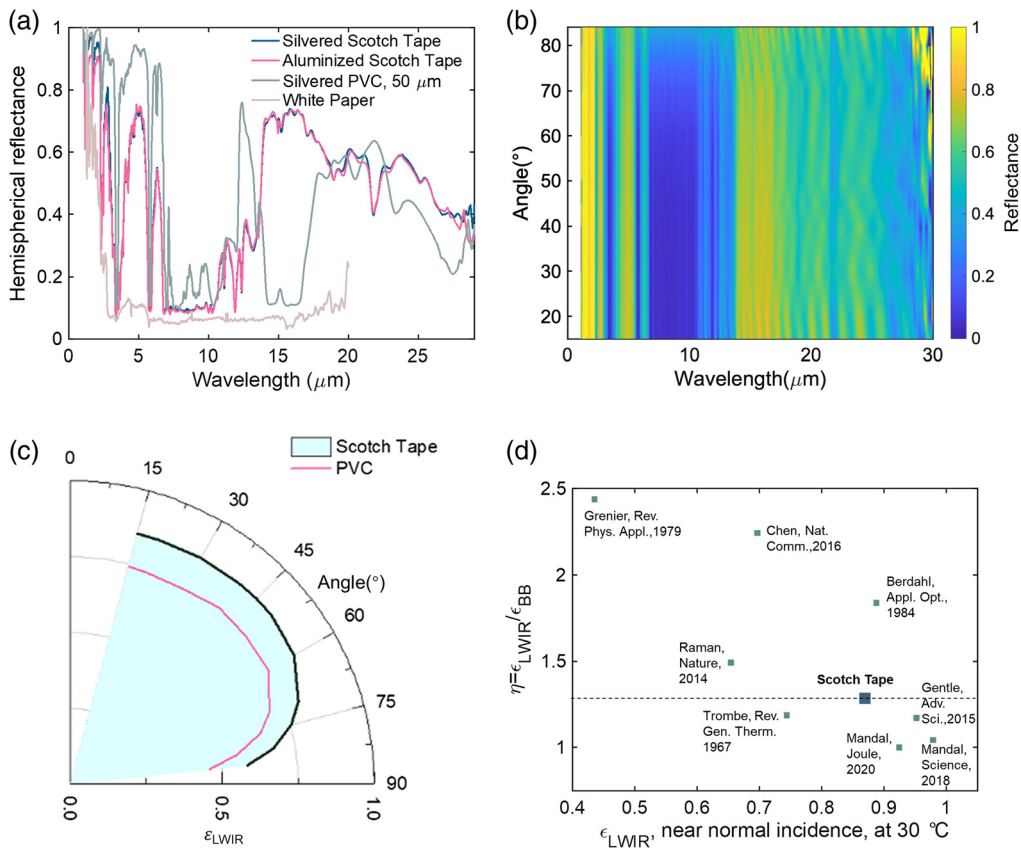 (a)
1
0.8
0.6
0.4
0.2
0
Hemispherical reflectance
Silvered Scotch Tape
Aluminized Scotch Tape
Silvered PVC, 50 μm
White Paper
0 5 10 15 20 25
Wavelength (μm)
(b)
80
70
60
50
40
30
20
Angle(°)
0 10 20 30
Wavelength(μm)
1
0.8
0.6
0.4
0.2
0
Reflectance
(c)
Scotch Tape
PVC
0
15
30
45
Angle(°)
60
75
90
0.0 0.5 1.0
εLWIR
(d)
2.5
2
1.5
1
η=ϵLWIR/ϵBB
Grenier, Rev.
Phys. Appl.,1979
Chen, Nat.
Comm.,2016
Berdahl,
Appl. Opt.,
1984
Raman,
Nature,
2014
Scotch Tape
Gentle,
Adv.
Sci.,2015
Trombe, Rev.
Gen. Therm.
1967
Mandal,
Joule,
2020
Mandal,
Science,
2018
0.4 0.5 0.6 0.7 0.8 0.9 1
ϵLWIR, near normal incidence, at 30 °C